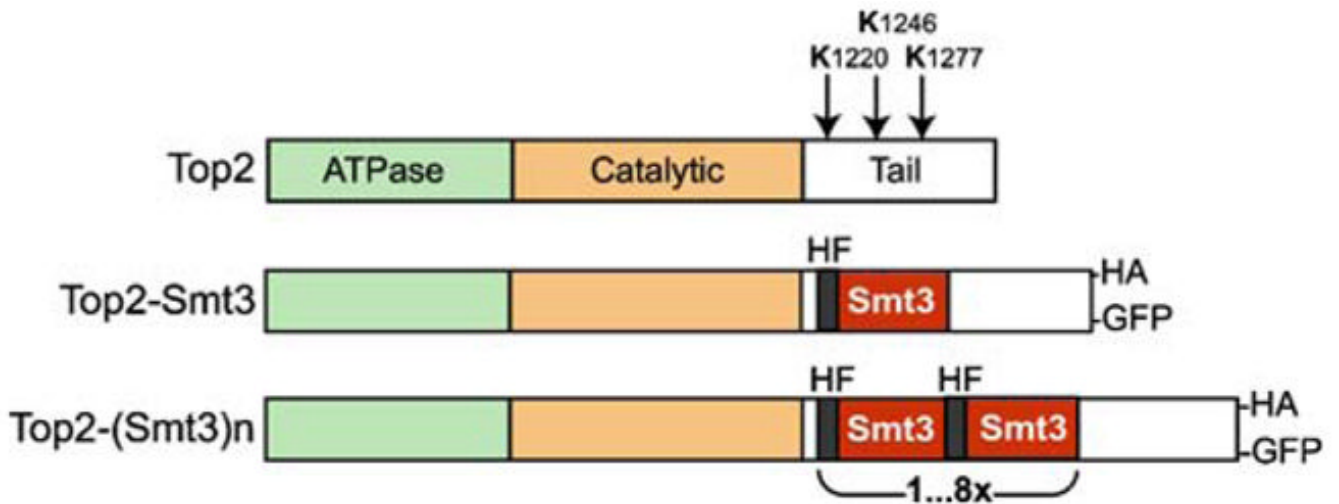 K1246
K1220 K1277
Top2 ATPase Catalytic Tail
HF
Top2-Smt3 Smt3 -HA
-GFP
HF HF
Top2-(Smt3)n Smt3 Smt3 -HA
-GFP
1...8x